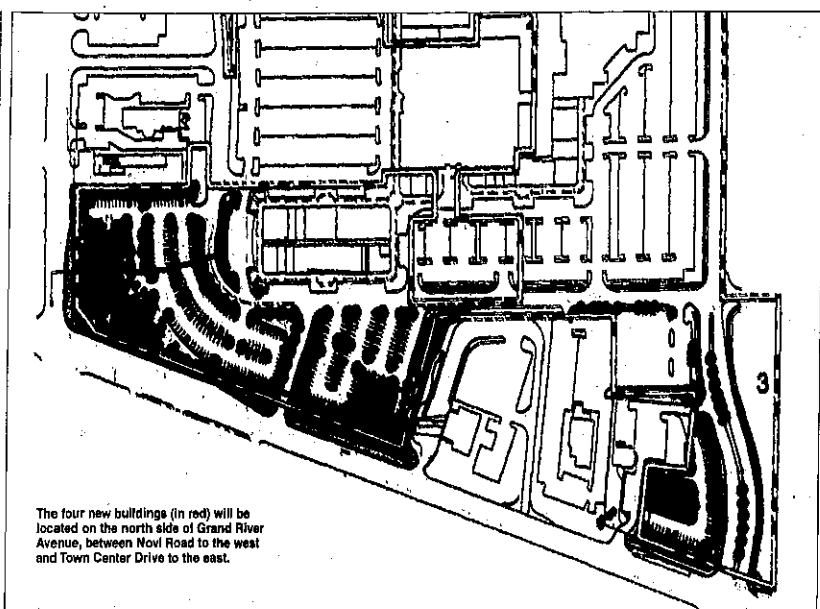 3
The four new buildings (in red) will be
located on the north side of Grand River
Avenue, between Novi Road to the west
and Town Center Drive to the east.